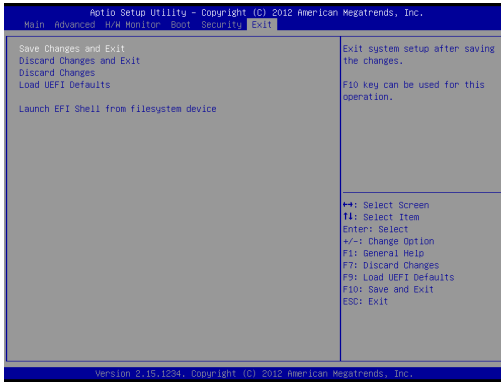 Aptio Setup Utility - Copyright (C) 2012 American Megatrends, Inc.
Main Advanced H/W Monitor Boot Security Exit
Save Changes and Exit
Discard Changes and Exit
Discard Changes
Load UEFI Defaults
Launch EFI Shell from filesystem device
Exit system setup after saving
the changes.
F10 key can be used for this
operation.
↔: Select Screen
↑↓: Select Item
Enter: Select
+/-: Change Option
F1: General Help
F7: Discard Changes
F9: Load UEFI Defaults
F10: Save and Exit
ESC: Exit
Version 2.15.1234. Copyright (C) 2012 American Megatrends, Inc.